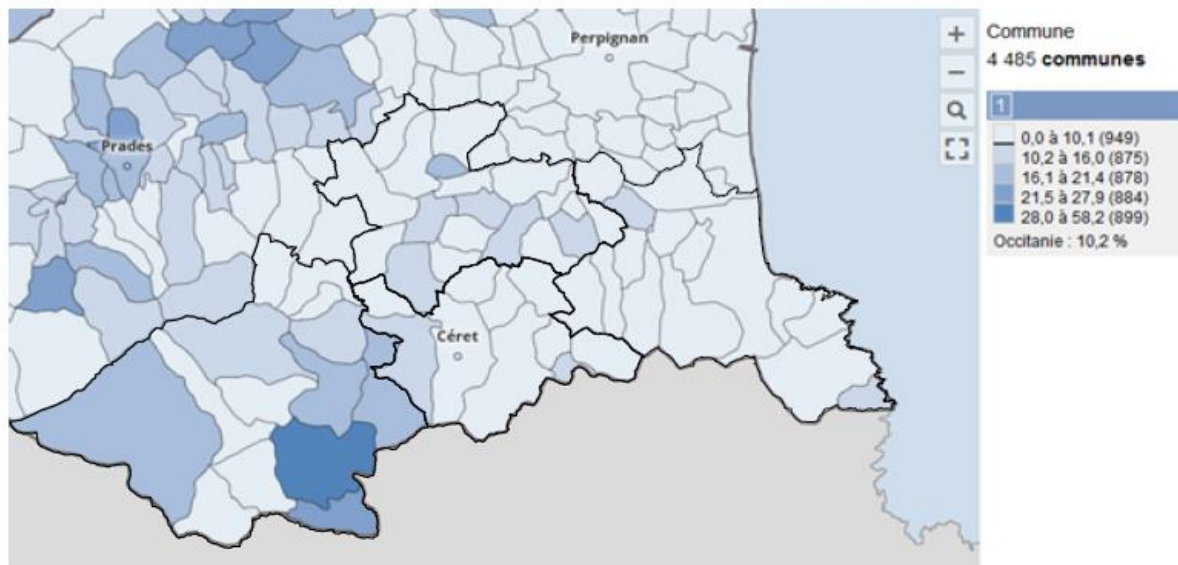 Perpignan
Prades
Céret
+
−
Commune
4 485 communes
1
0,0 à 10,1 (949)
10,2 à 16,0 (875)
16,1 à 21,4 (878)
21,5 à 27,9 (884)
28,0 à 58,2 (899)
Occitanie : 10,2 %